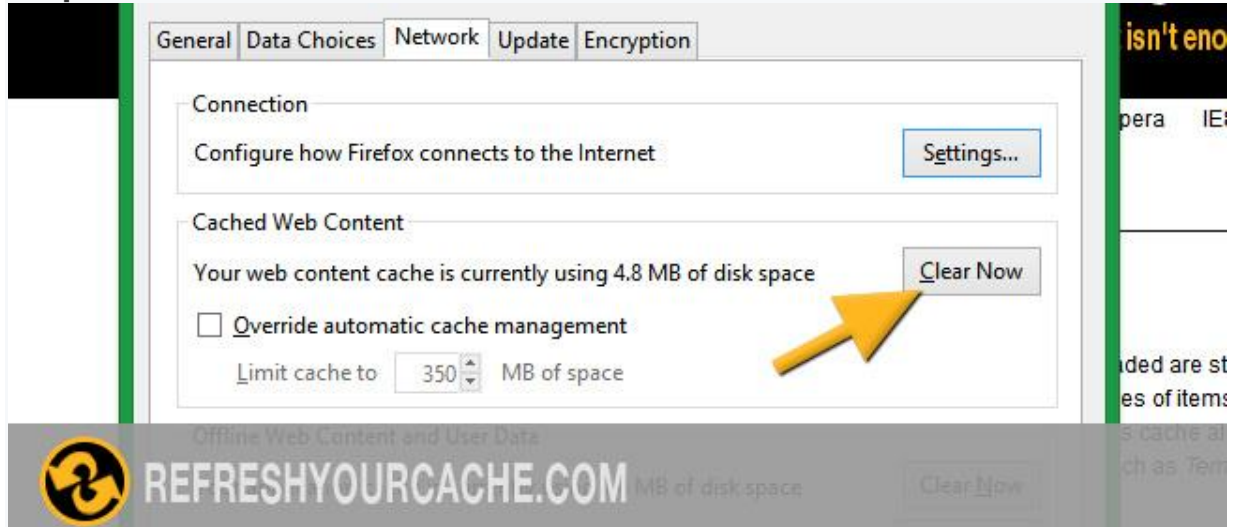 General Data Choices Network Update Encryption
isn't eno
Connection
pera IE8
Configure how Firefox connects to the Internet Settings...
Cached Web Content
Your web content cache is currently using 4.8 MB of disk space Clear Now
Override automatic cache management
Limit cache to 350 MB of space
ded are st
es of items
Offline Web Content and User Data
s cache al
REFRESHYOURCACHE.COM MB of disk space Clear Now
ch as Tem